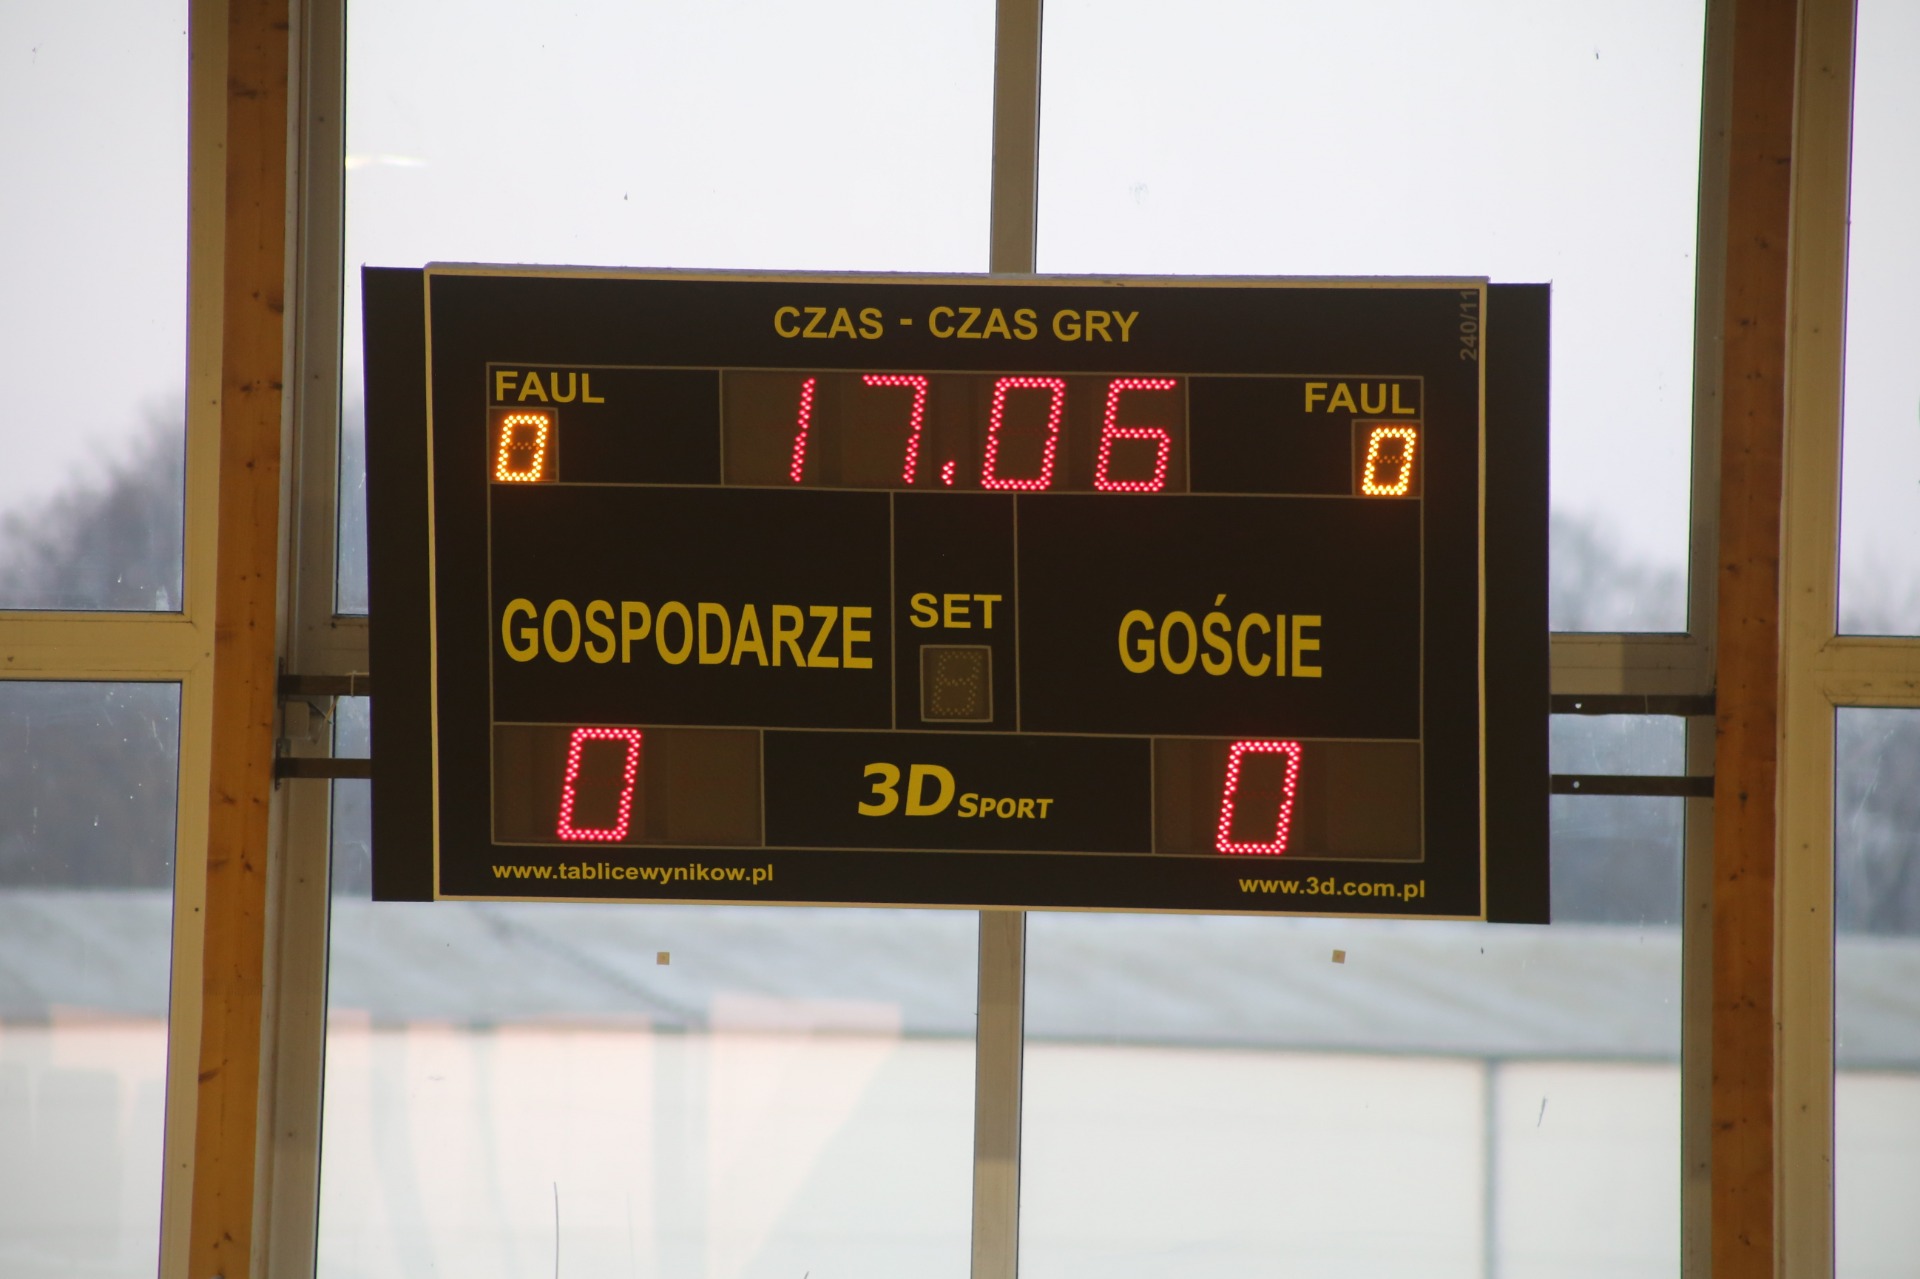 CZAS - CZAS GRY
240/11
FAUL
17.06
FAUL
0
0
GOSPODARZE
SET
GOŚCIE
0
3D SPORT
0
www.tablicewynikow.pl
www.3d.com.pl